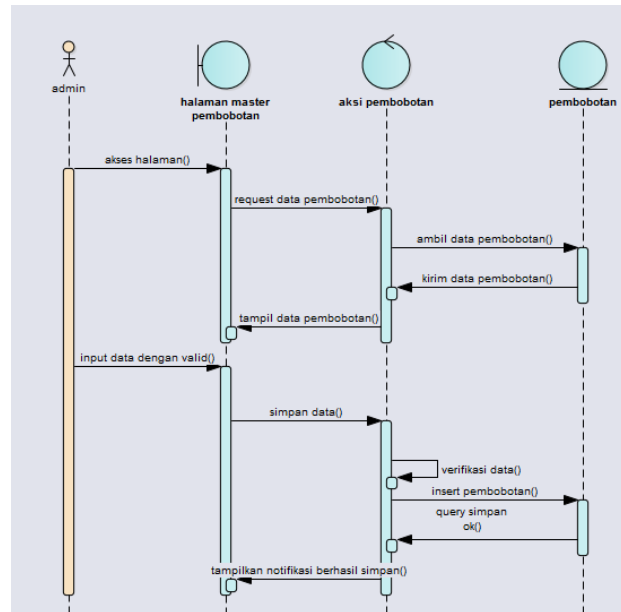 admin
halaman master
pembobotan
aksi pembobotan
pembobotan
akses halaman()
request data pembobotan()
ambil data pembobotan()
kirim data pembobotan()
tampil data pembobotan()
input data dengan valid()
simpan data()
verifikasi data()
insert pembobotan()
query simpan
ok()
tampilkan notifikasi berhasil simpan()